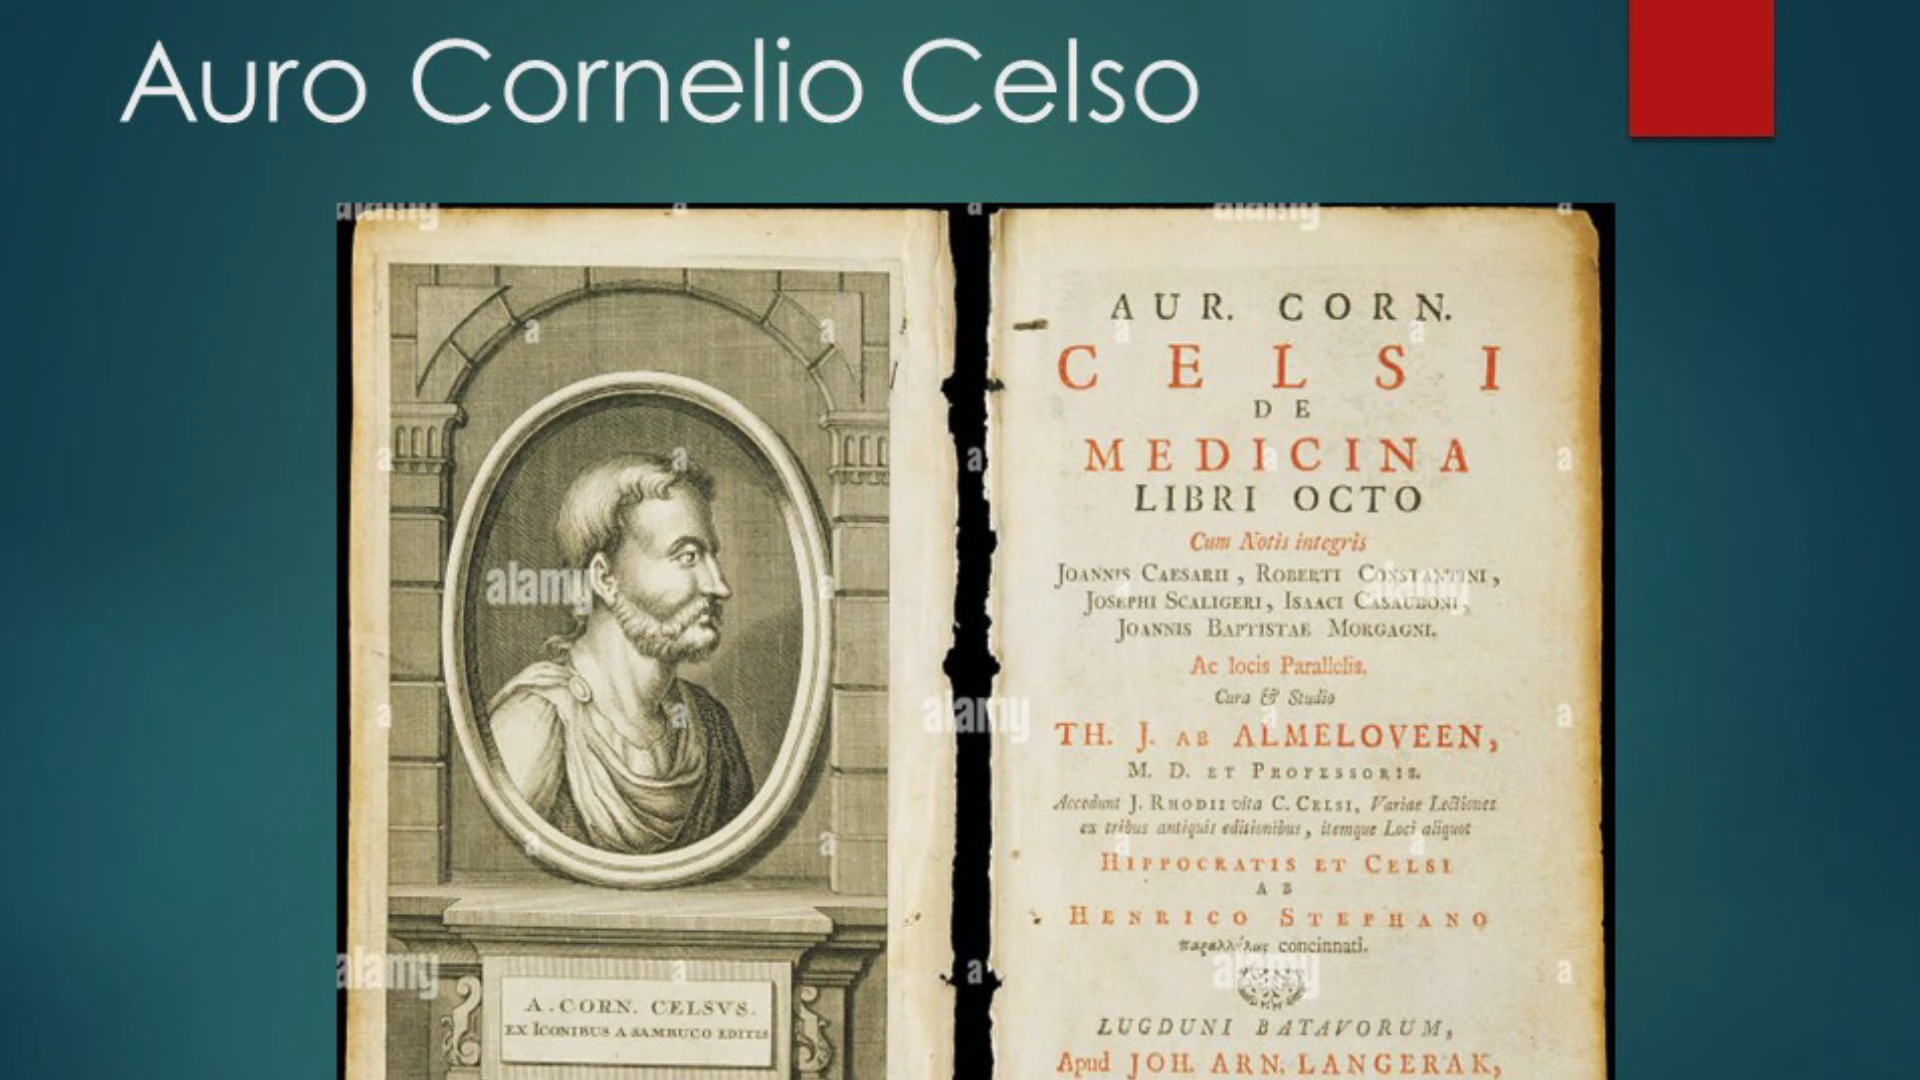 Auro Cornelio Celso
A. CORN. CELSVS.
EX ICONIBUS A SAMBUCO EDITIS
AUR. CORN.
CELSI
DE
MEDICINA
LIBRI OCTO
Cum Notis integris
JOANNIS CAESARII, ROBERTI CONSTANTINI,
JOSEPHI SCALIGERI, ISAACI CASAUBONI,
JOANNIS BAPTISTAE MORGAGNI.
Ac locis Parallelis.
Cura & Studio
TH. J. AB ALMELOVEEN,
M. D. ET PROFESSORIS.
Accedunt J. RHODII vita C. CELSI, Variae Lectiones
ex tribus antiquis editionibus, itemque Loci aliquot
HIPPOCRATIS ET CELSI
AB
HENRICO STEPHANO
concinnati.
LUGDUNI BATAVORUM,
Apud JOH. ARN. LANGERAK,
alamy